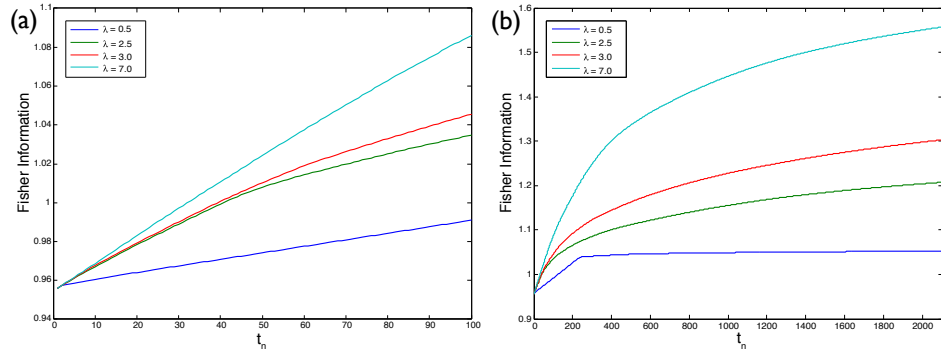 (a)
1.1
1.08
1.06
1.04
1.02
1
0.98
0.96
0.94
Fisher Information
λ = 0.5
λ = 2.5
λ = 3.0
λ = 7.0
0 10 20 30 40 50 60 70 80 90 100
t_n
(b)
1.6
1.5
1.4
1.3
1.2
1.1
1
0.9
Fisher Information
λ = 0.5
λ = 2.5
λ = 3.0
λ = 7.0
0 200 400 600 800 1000 1200 1400 1600 1800 2000
t_n